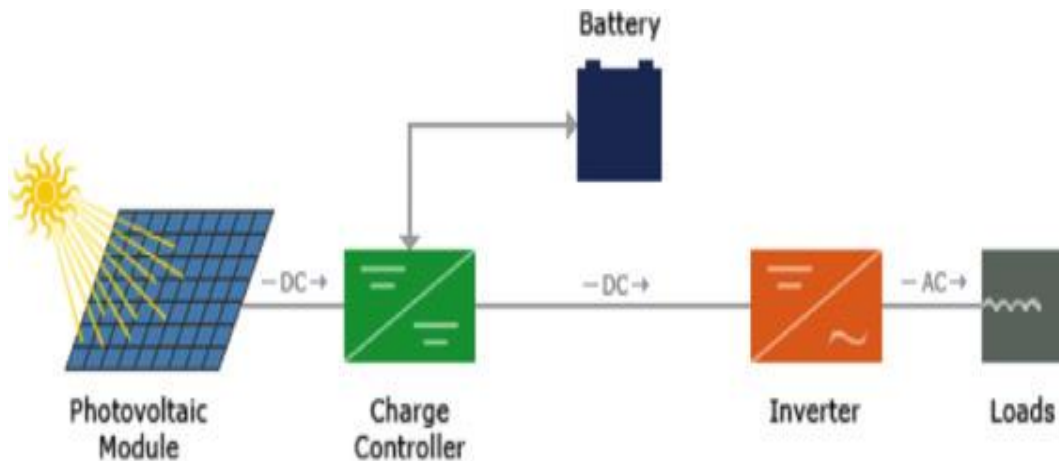 Battery
– DC →
– DC →
– AC →
Photovoltaic
Module
Charge
Controller
Inverter
Loads